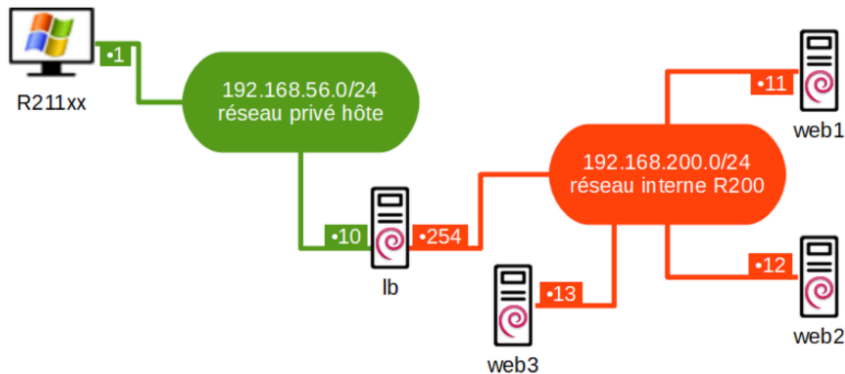 •1
R211xx
192.168.56.0/24
réseau privé hôte
•11
web1
192.168.200.0/24
réseau interne R200
•10
•254
lb
•13
web3
•12
web2